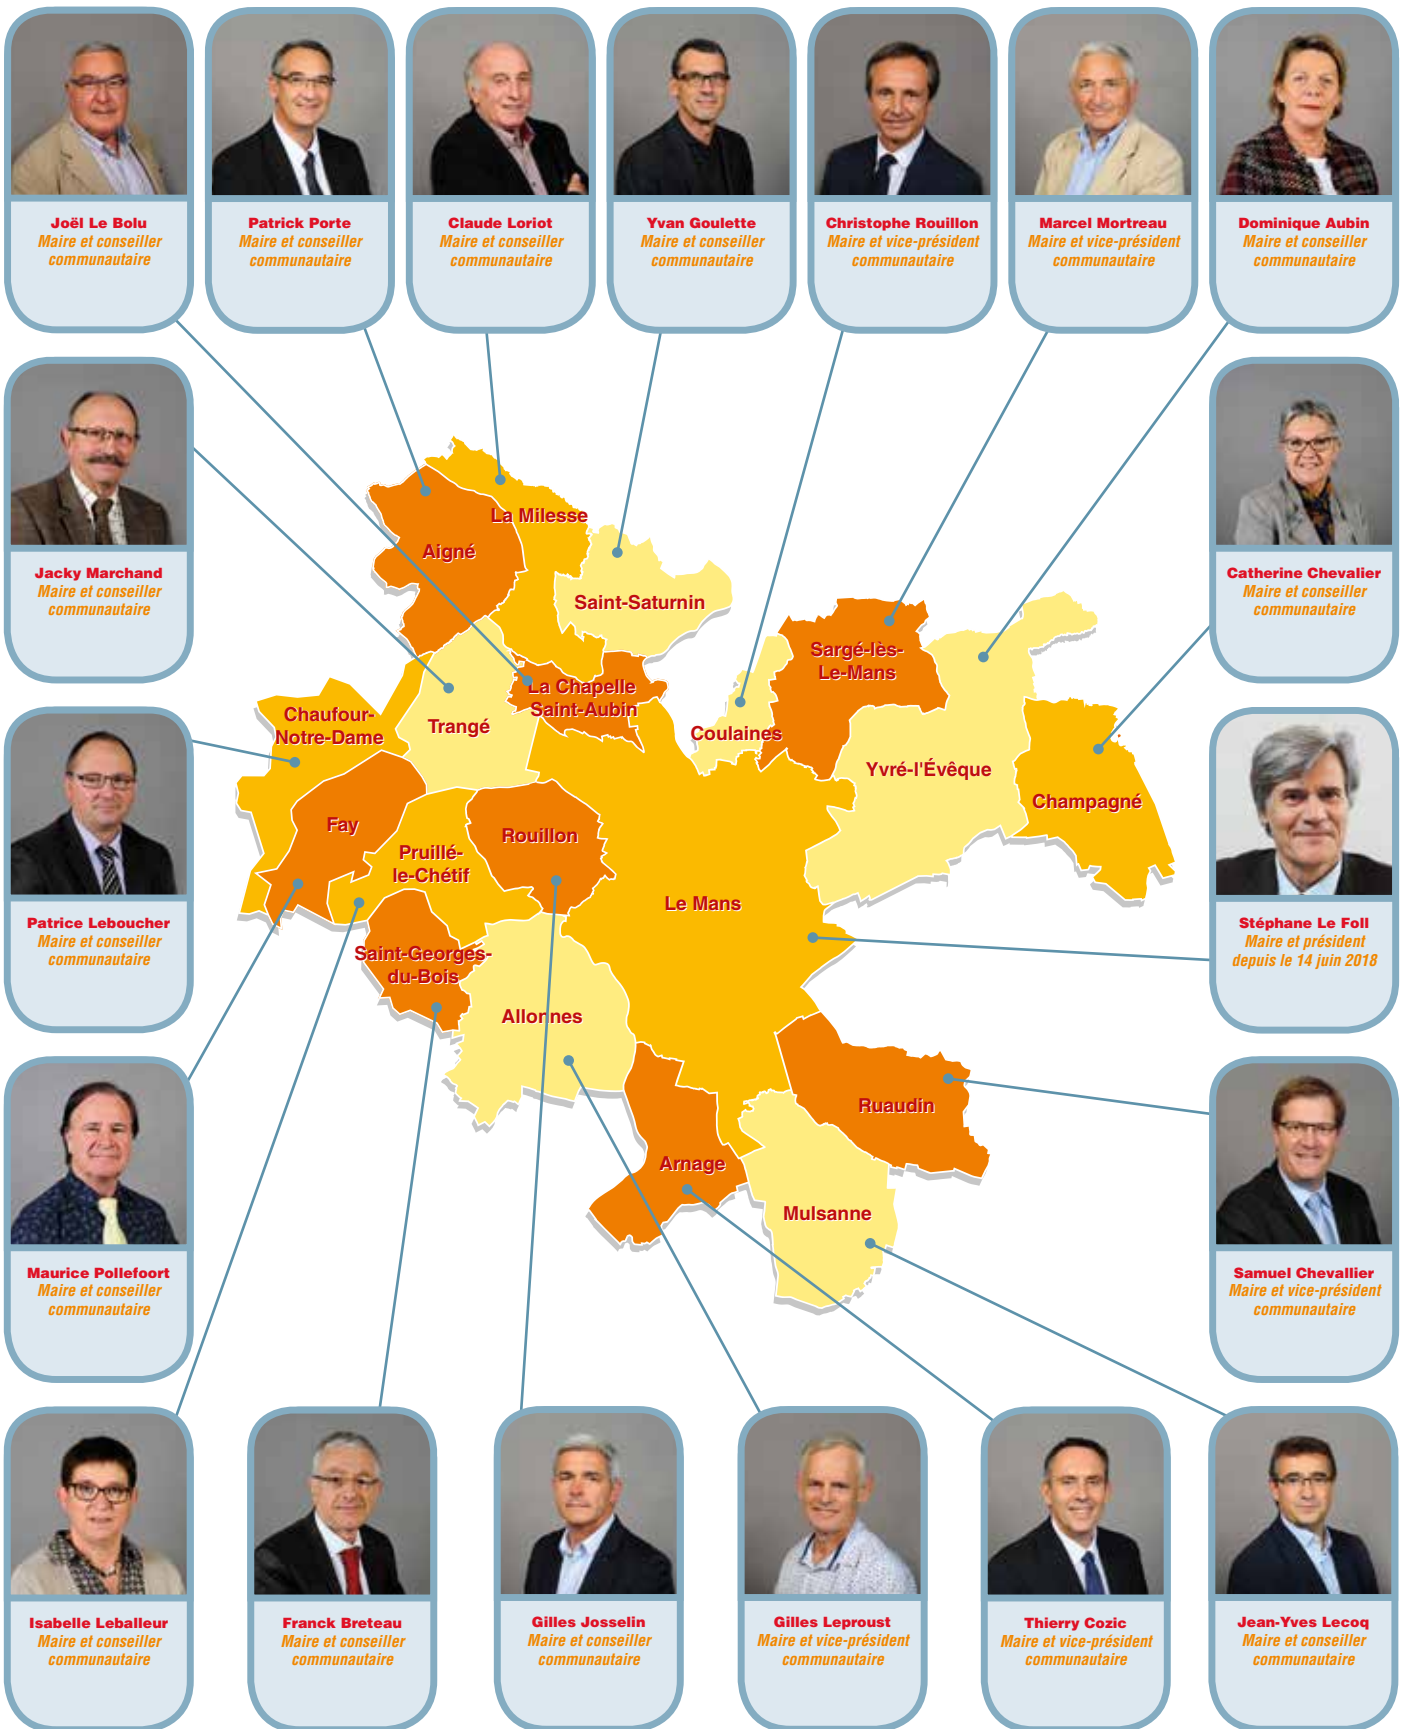 Joël Le Bolu
Maire et conseiller
communautaire
Patrick Porte
Maire et conseiller
communautaire
Claude Loriot
Maire et conseiller
communautaire
Yvan Goulette
Maire et conseiller
communautaire
Christophe Rouillon
Maire et vice-président
communautaire
Marcel Mortreau
Maire et vice-président
communautaire
Dominique Aubin
Maire et conseiller
communautaire
Jacky Marchand
Maire et conseiller
communautaire
Catherine Chevalier
Maire et conseiller
communautaire
La Milesse
Aigné
Saint-Saturnin
Sargé-lès-
Le-Mans
La Chapelle
Saint-Aubin
Chaufour-
Notre-Dame
Trangé
Coulaines
Yvré-l'Évêque
Champagné
Fay
Rouillon
Pruillé-
le-Chétif
Le Mans
Saint-Georges-
du-Bois
Allonnes
Ruaudin
Arnage
Mulsanne
Patrice Leboucher
Maire et conseiller
communautaire
Stéphane Le Foll
Maire et président
depuis le 14 juin 2018
Maurice Pollefoort
Maire et conseiller
communautaire
Samuel Chevallier
Maire et vice-président
communautaire
Isabelle Leballeur
Maire et conseiller
communautaire
Franck Breteau
Maire et conseiller
communautaire
Gilles Josselin
Maire et conseiller
communautaire
Gilles Leproust
Maire et vice-président
communautaire
Thierry Cozic
Maire et vice-président
communautaire
Jean-Yves Lecoq
Maire et conseiller
communautaire